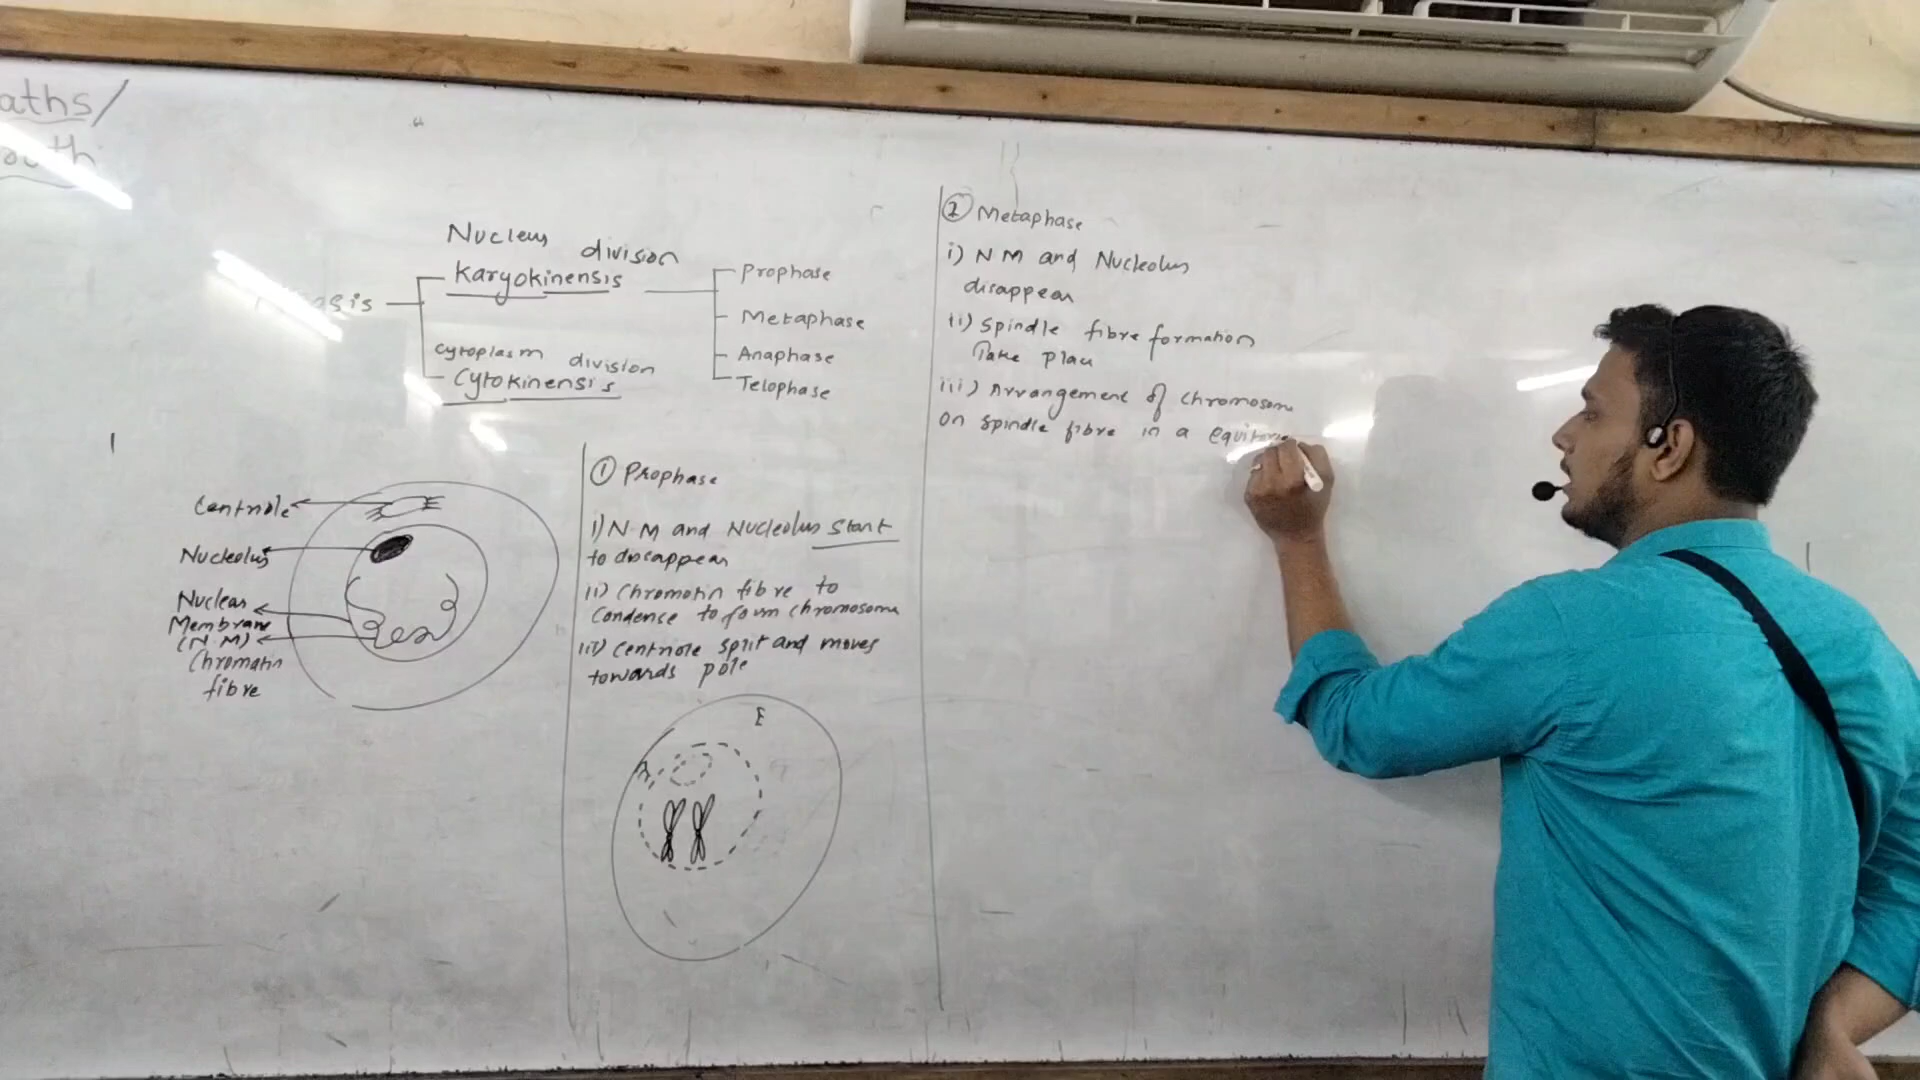 aths/
Nucleus division
Karyokinensis
cytoplasm division
Cytokinensis
Prophase
Metaphase
Anaphase
Telophase
Centriole
Nucleolus
Nuclear
Membrane
(N M)
Chromatin
fibre
① Prophase
i) N M and Nucleolus start
to disappear
ii) Chromatin fibre to
Condence to form chromosome
iii) Centriole split and moves
towards pole
② Metaphase
i) N M and Nucleolus
disappear
ii) Spindle fibre formation
Take place
iii) Arrangement of chromosome
on spindle fibre in a